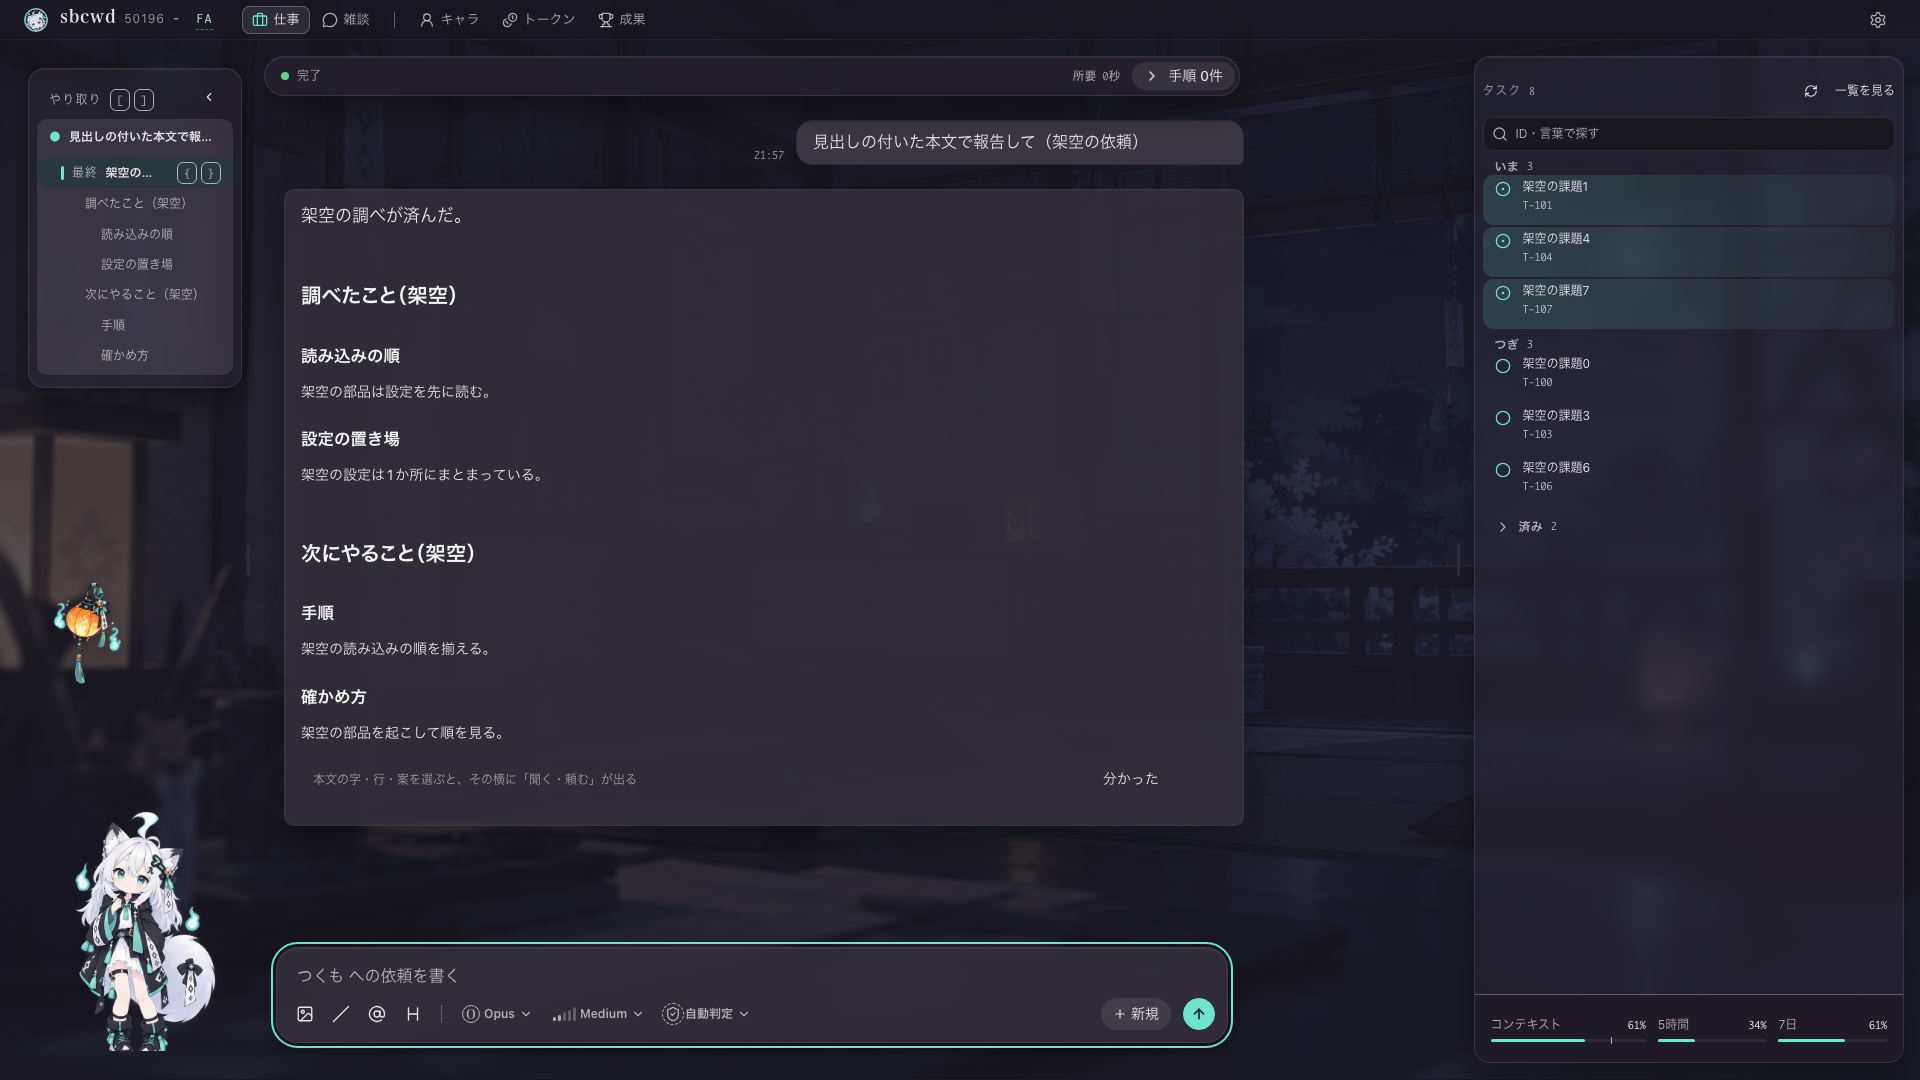 sbcwd 50196 - FA 仕事 雑談 キャラ トークン 成果
やり取り [ ]
見出しの付いた本文で報...
最終 架空の... { }
調べたこと（架空）
読み込みの順
設定の置き場
次にやること（架空）
手順
確かめ方
完了 所要 0秒 手順 0件
21:57 見出しの付いた本文で報告して（架空の依頼）
架空の調べが済んだ。
調べたこと（架空）
読み込みの順
架空の部品は設定を先に読む。
設定の置き場
架空の設定は1か所にまとまっている。
次にやること（架空）
手順
架空の読み込みの順を揃える。
確かめ方
架空の部品を起こして順を見る。
本文の字・行・案を選ぶと、その横に「聞く・頼む」が出る 分かった
つくも への依頼を書く
Opus Medium 自動判定 + 新規
タスク 8 一覧を見る
ID・言葉で探す
いま 3
架空の課題1
T-101
架空の課題4
T-104
架空の課題7
T-107
つぎ 3
架空の課題0
T-100
架空の課題3
T-103
架空の課題6
T-106
済み 2
コンテキスト 61% 5時間 34% 7日 61%